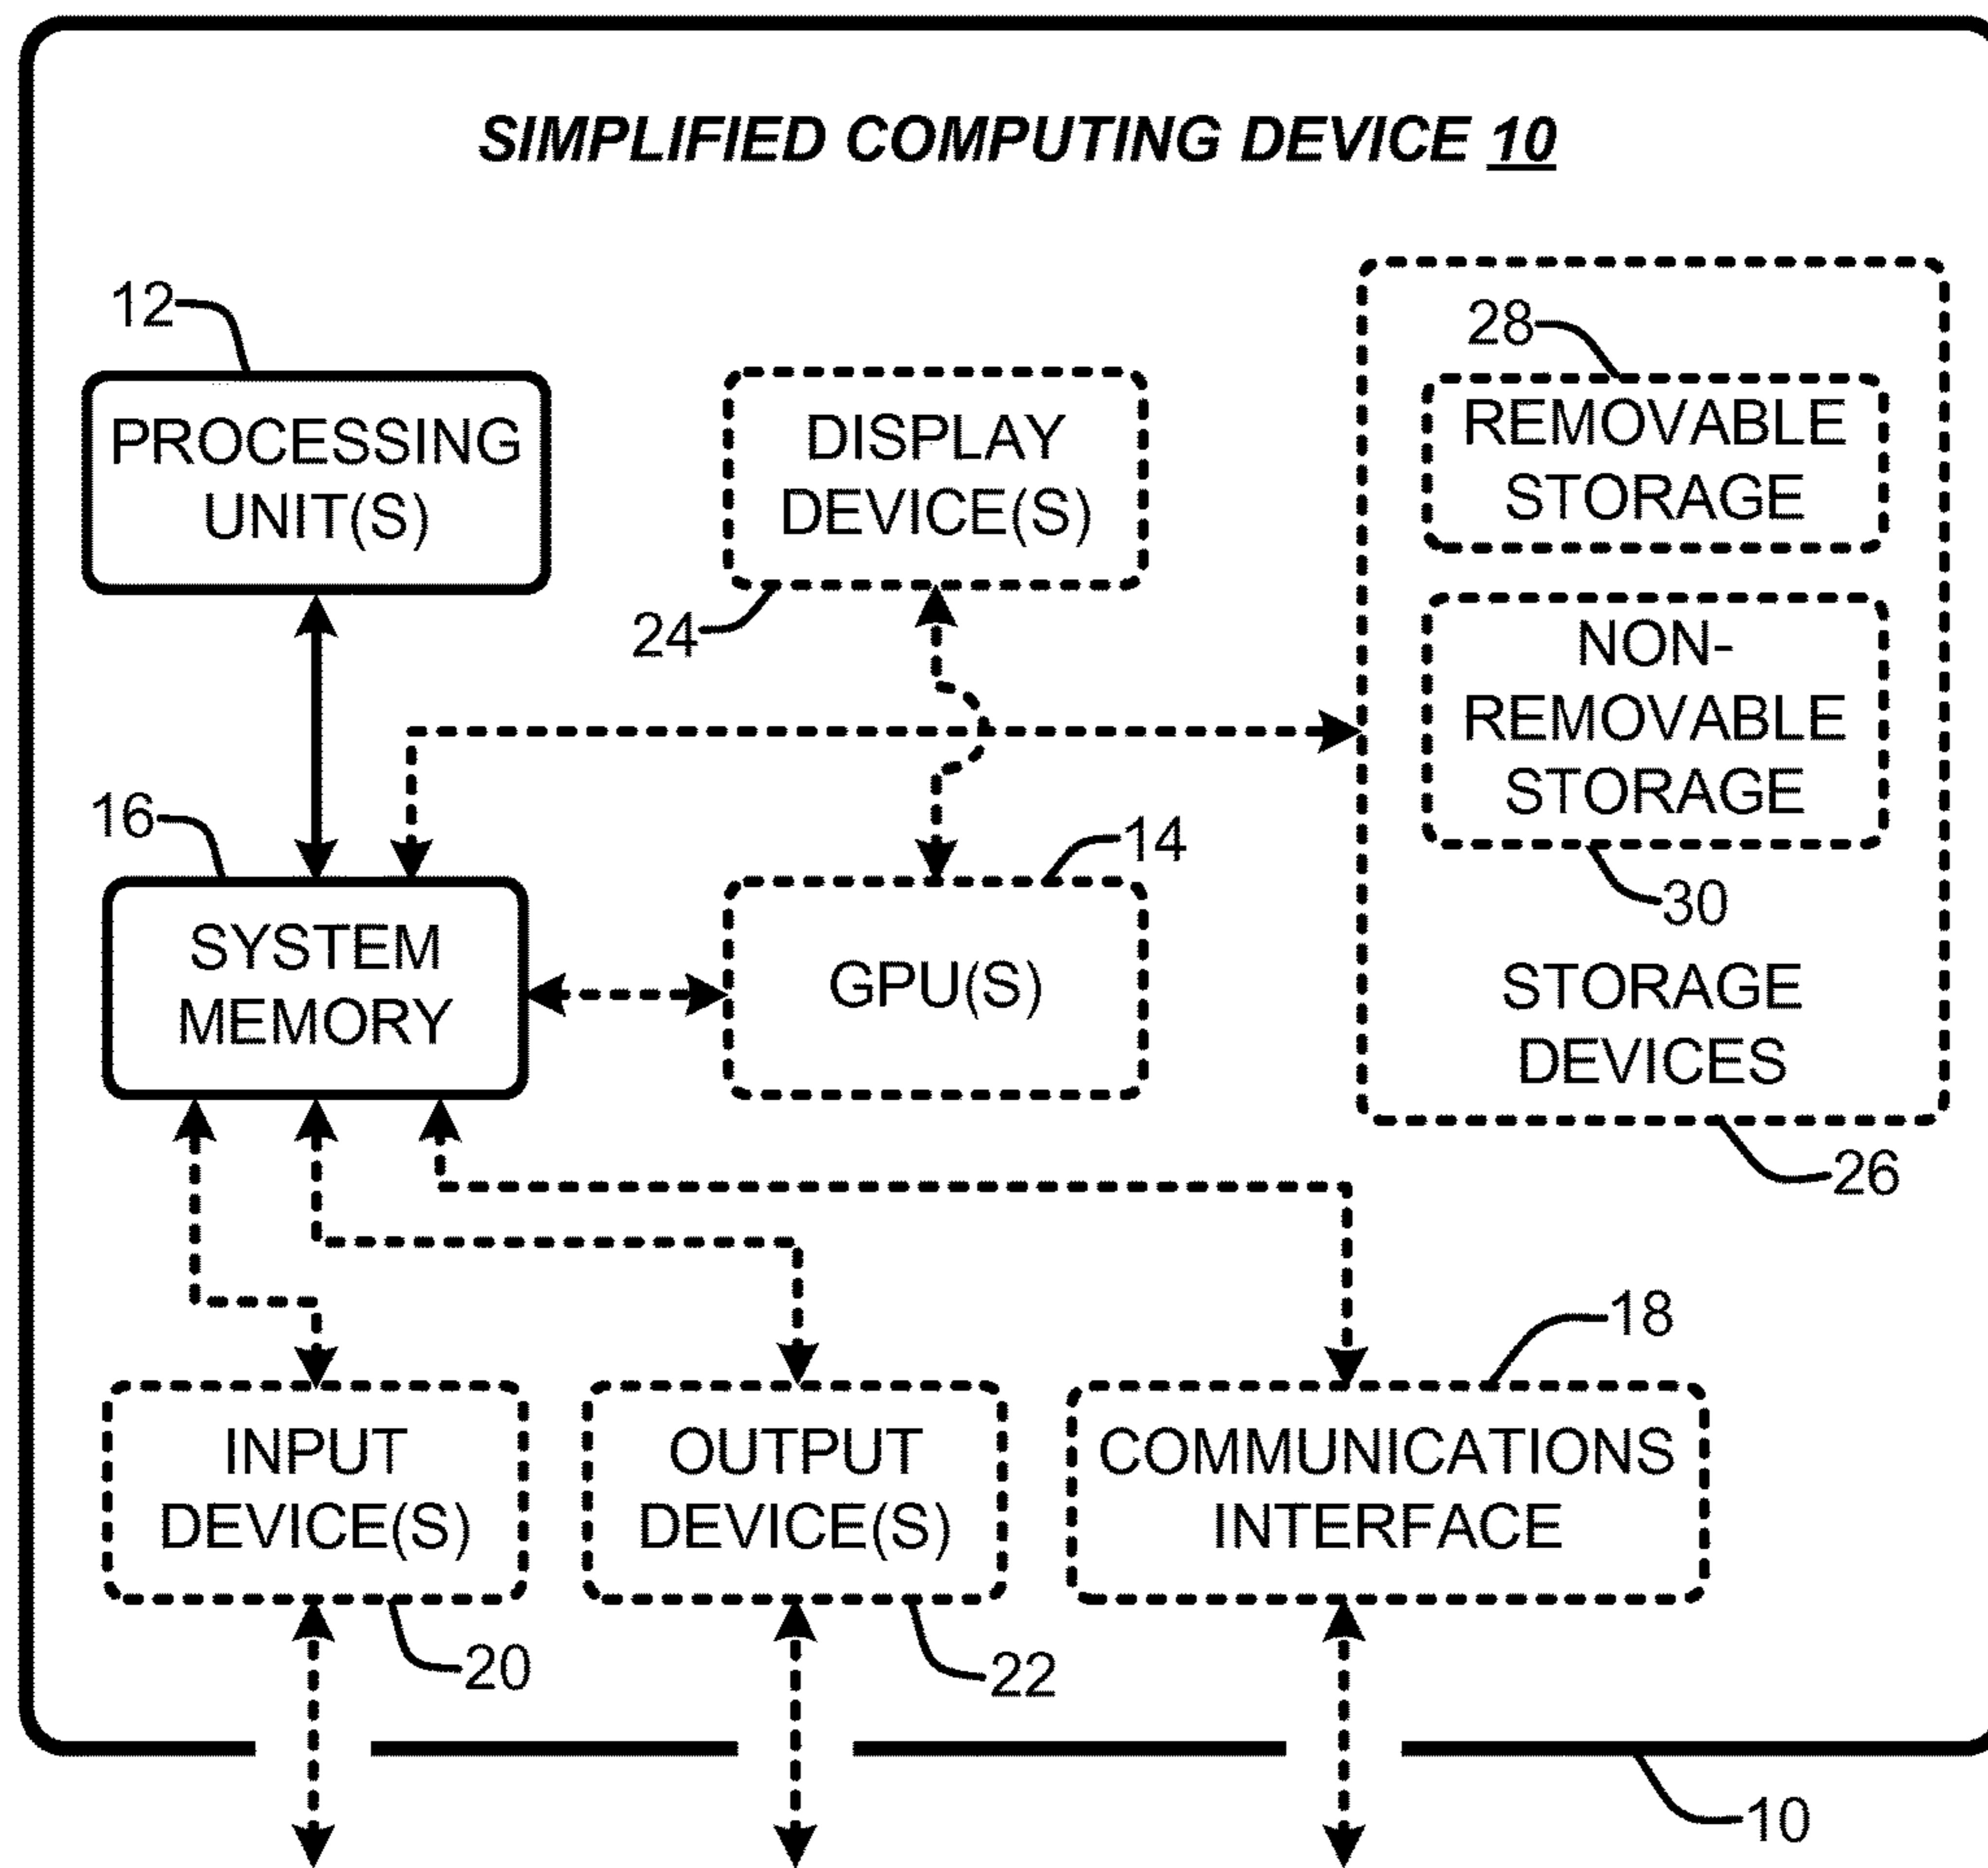 SIMPLIFIED COMPUTING DEVICE 10
12
PROCESSING
UNIT(S)
DISPLAY
DEVICE(S)
24
28
REMOVABLE
STORAGE
NON-
REMOVABLE
STORAGE
30
STORAGE
DEVICES
26
16
SYSTEM
MEMORY
14
GPU(S)
18
INPUT
DEVICE(S)
20
OUTPUT
DEVICE(S)
22
COMMUNICATIONS
INTERFACE
10